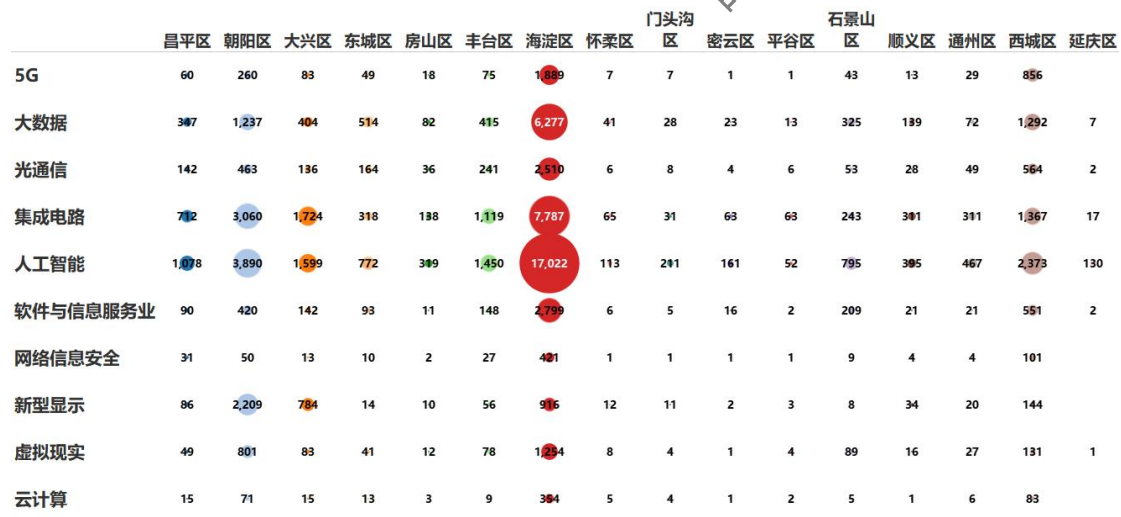 昌平区 朝阳区 大兴区 东城区 房山区 丰台区 海淀区 怀柔区 门头沟区 密云区 平谷区 石景山区 顺义区 通州区 西城区 延庆区
5G 60 260 83 49 18 75 1,889 7 7 1 1 43 13 29 856
大数据 347 1,237 404 514 82 415 6,277 41 28 23 13 325 139 72 1,292 7
光通信 142 463 136 164 36 241 2,510 6 8 4 6 53 28 49 564 2
集成电路 712 3,060 1,724 318 138 1,119 7,787 65 31 63 63 243 311 311 1,367 17
人工智能 1,078 3,890 1,599 772 319 1,450 17,022 113 201 161 52 795 395 467 2,373 130
软件与信息服务业 90 420 142 93 11 148 2,799 6 5 16 2 209 21 21 551 2
网络信息安全 31 50 13 10 2 27 421 1 1 1 1 9 4 4 101
新型显示 86 2,209 784 14 10 56 916 12 11 2 3 8 34 20 144
虚拟现实 49 801 83 41 12 78 1,254 8 4 1 4 89 16 27 131 1
云计算 15 71 15 13 3 9 354 5 4 1 2 5 1 6 83